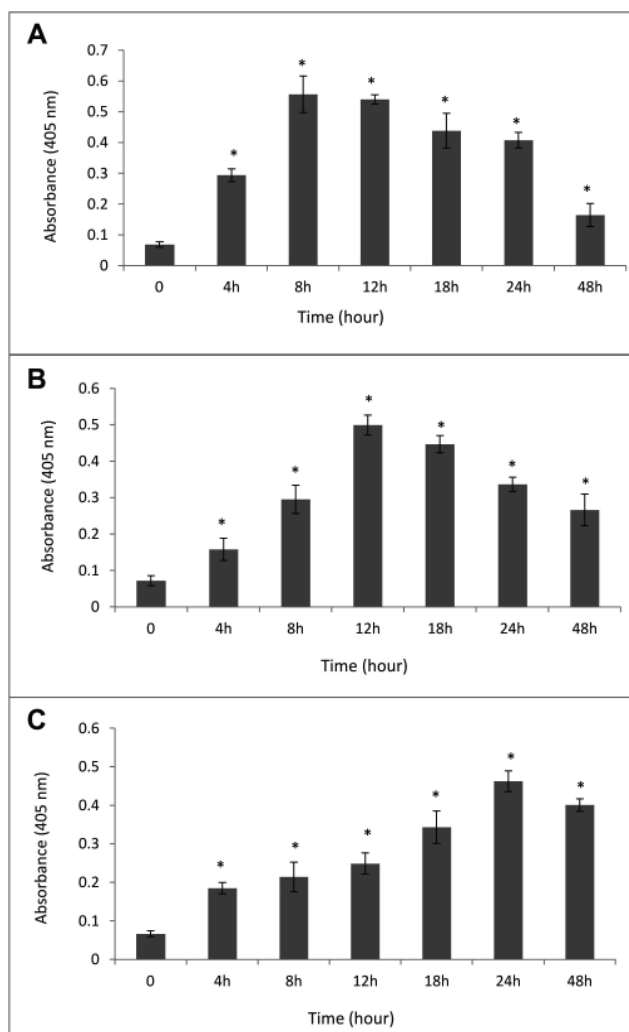 A
Absorbance (405 nm)
0.7
0.6
0.5
0.4
0.3
0.2
0.1
0
* * * * * *
0 4h 8h 12h 18h 24h 48h
Time (hour)
B
Absorbance (405 nm)
0.6
0.5
0.4
0.3
0.2
0.1
0
* * * * * *
0 4h 8h 12h 18h 24h 48h
Time (hour)
C
Absorbance (405 nm)
0.6
0.5
0.4
0.3
0.2
0.1
0
* * * * * *
0 4h 8h 12h 18h 24h 48h
Time (hour)